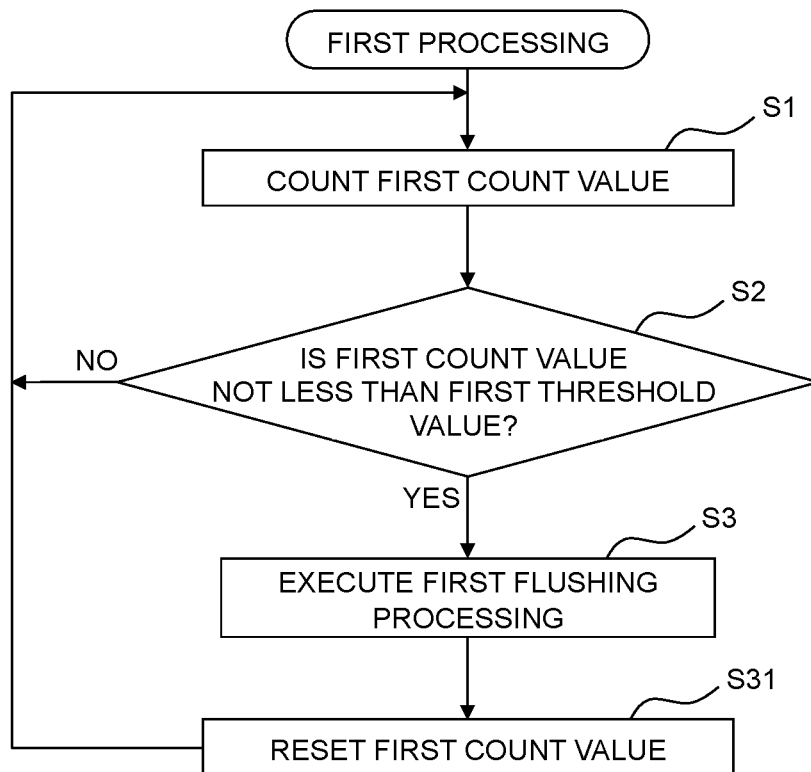 FIRST PROCESSING
S1
COUNT FIRST COUNT VALUE
S2
IS FIRST COUNT VALUE
NOT LESS THAN FIRST THRESHOLD
VALUE?
NO
YES
S3
EXECUTE FIRST FLUSHING
PROCESSING
S31
RESET FIRST COUNT VALUE